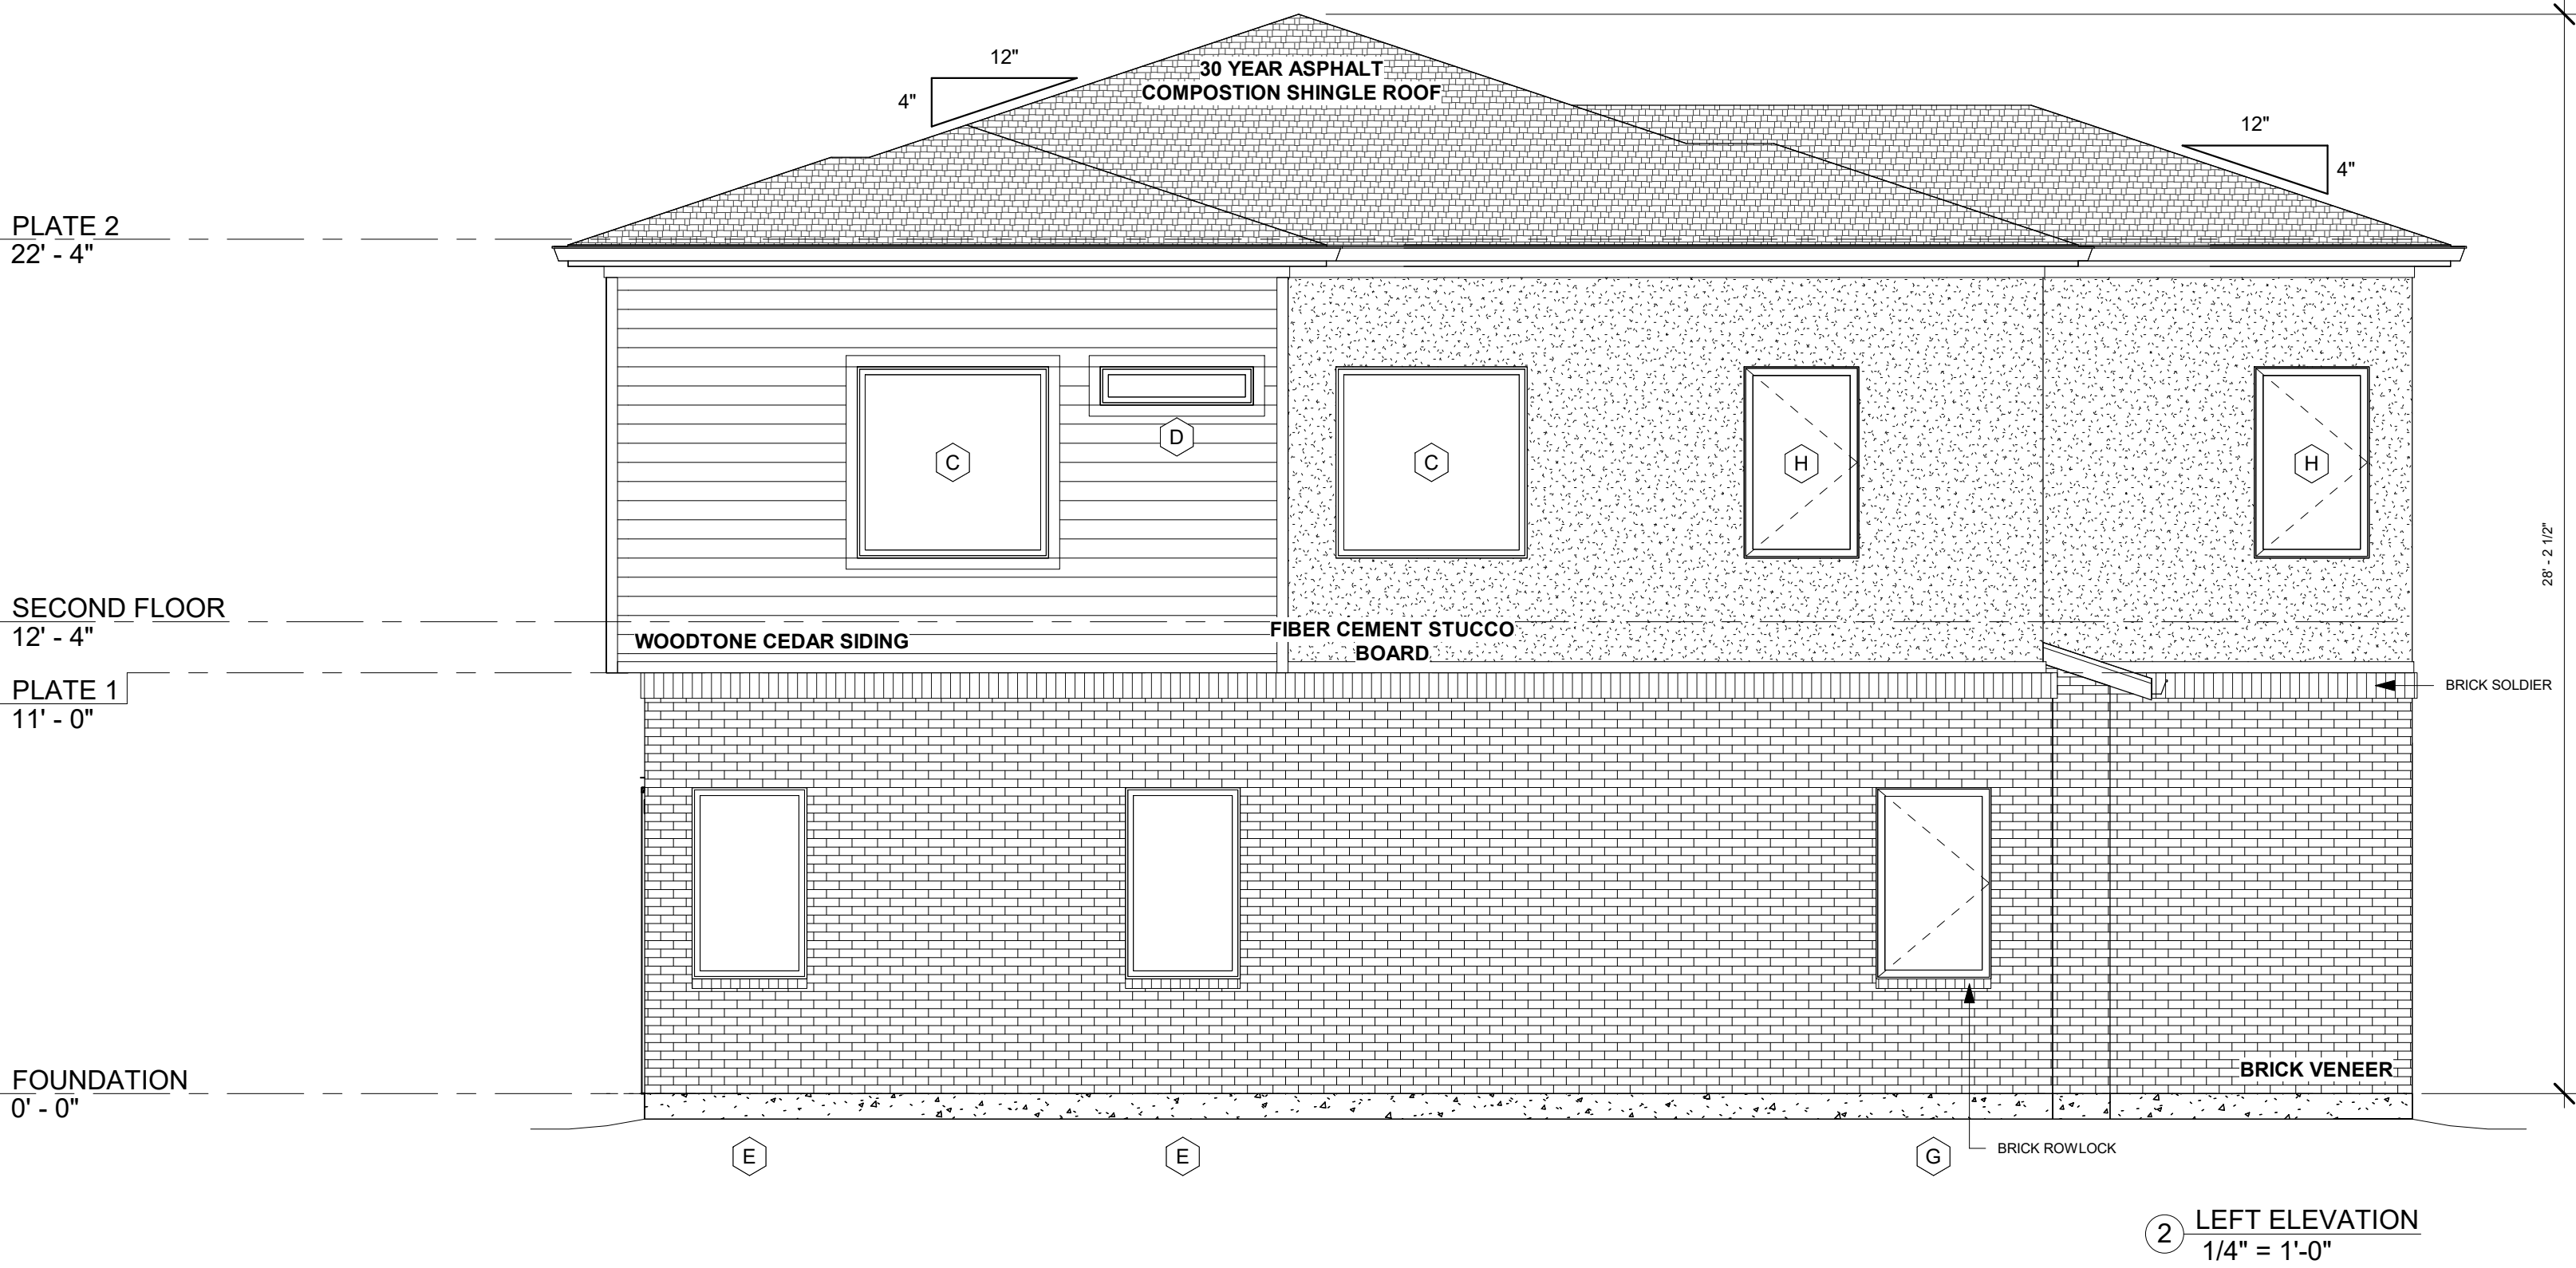 12"
4"
30 YEAR ASPHALT
COMPOSTION SHINGLE ROOF
12"
4"
PLATE 2
22' - 4"
C
D
C
H
H
28' - 2 1/2"
SECOND FLOOR
12' - 4"
WOODTONE CEDAR SIDING
FIBER CEMENT STUCCO
BOARD
PLATE 1
11' - 0"
BRICK SOLDIER
BRICK VENEER
FOUNDATION
0' - 0"
E
E
G
BRICK ROWLOCK
2
LEFT ELEVATION
1/4" = 1'-0"